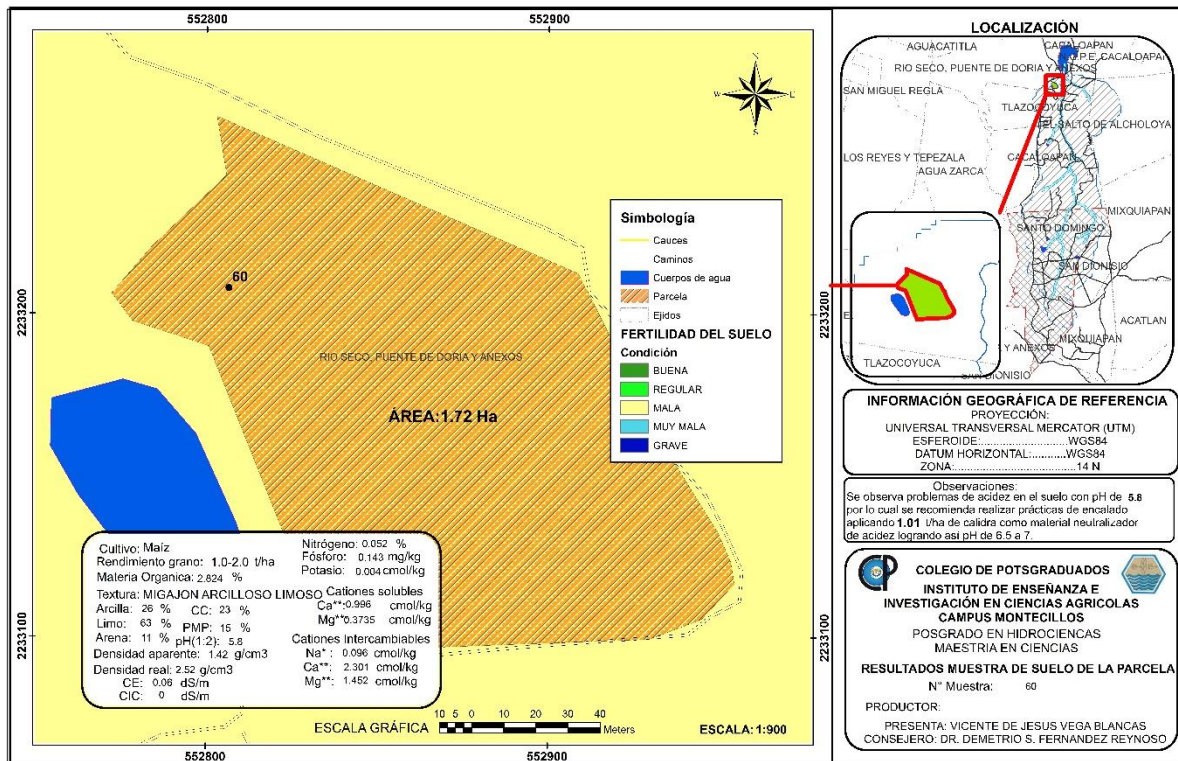 552800
552900
2233200
2233100
N
W
S
60
RIO SECO, PUENTE DE DORIA Y ANEXOS
ÁREA:1.72 Ha
Simbología
Cauces
Caminos
Cuerpos de agua
Parcela
Ejidos
FERTILIDAD DEL SUELO
Condición
BUENA
REGULAR
MALA
MUY MALA
GRAVE
Cultivo: Maíz
Rendimiento grano: 1.0-2.0 t/ha
Materia Organica: 2.824 %
Textura: MIGAJON ARCILLOSO LIMOSO
Arcilla: 26 % CC: 23 %
Limo: 63 % PMP: 15 %
Arena: 11 % pH(1:2): 5.8
Densidad aparente: 1.42 g/cm3
Densidad real: 2.52 g/cm3
CE: 0.06 dS/m
CIC: 0 dS/m
Nitrógeno: 0.052 %
Fósforo: 0.143 mg/kg
Potasio: 0.004 cmol/kg
Cationes solubles
Ca⁺⁺: 0.996 cmol/kg
Mg⁺⁺: 0.3735 cmol/kg
Cationes Intercambiables
Na⁺: 0.096 cmol/kg
Ca⁺⁺: 2.301 cmol/kg
Mg⁺⁺: 1.452 cmol/kg
ESCALA GRÁFICA
10 5 0 10 20 30 40
Meters
ESCALA: 1:900
552800
552900
2233200
2233100
LOCALIZACIÓN
AGUACATITLA
CACALOAPAN
P.E. CACALOAPAN
RIO SECO, PUENTE DE DORIA Y ANEXOS
SAN MIGUEL REGLA
TLAZOCOYUCA
EL SALTO DE ALCHOLOYA
LOS REYES Y TEPEZALA
CACALOAPAN
AGUA ZARCA
MIXQUIAPAN
SANTO DOMINGO
SAN DIONISIO
ACATLAN
MIXQUIAPAN
Y ANEXOS
TLAZOCOYUCA
SAN DIONISIO
INFORMACIÓN GEOGRÁFICA DE REFERENCIA
PROYECCIÓN:
UNIVERSAL TRANSVERSAL MERCATOR (UTM)
ESFEROIDE:....................WGS84
DATUM HORIZONTAL:...........WGS84
ZONA:....................................14 N
Observaciones:
Se observa problemas de acidez en el suelo con pH de 5.8
por lo cual se recomienda realizar prácticas de encalado
aplicando 1.01 t/ha de calidra como material neutralizador
de acidez logrando así pH de 6.5 a 7.
CP
COLEGIO DE POTSGRADUADOS
INSTITUTO DE ENSEÑANZA E
INVESTIGACIÓN EN CIENCIAS AGRICOLAS
CAMPUS MONTECILLOS
POSGRADO EN HIDROCIENCAS
MAESTRIA EN CIENCIAS
RESULTADOS MUESTRA DE SUELO DE LA PARCELA
N° Muestra: 60
PRODUCTOR:
PRESENTA: VICENTE DE JESUS VEGA BLANCAS
CONSEJERO: DR. DEMETRIO S. FERNANDEZ REYNOSO